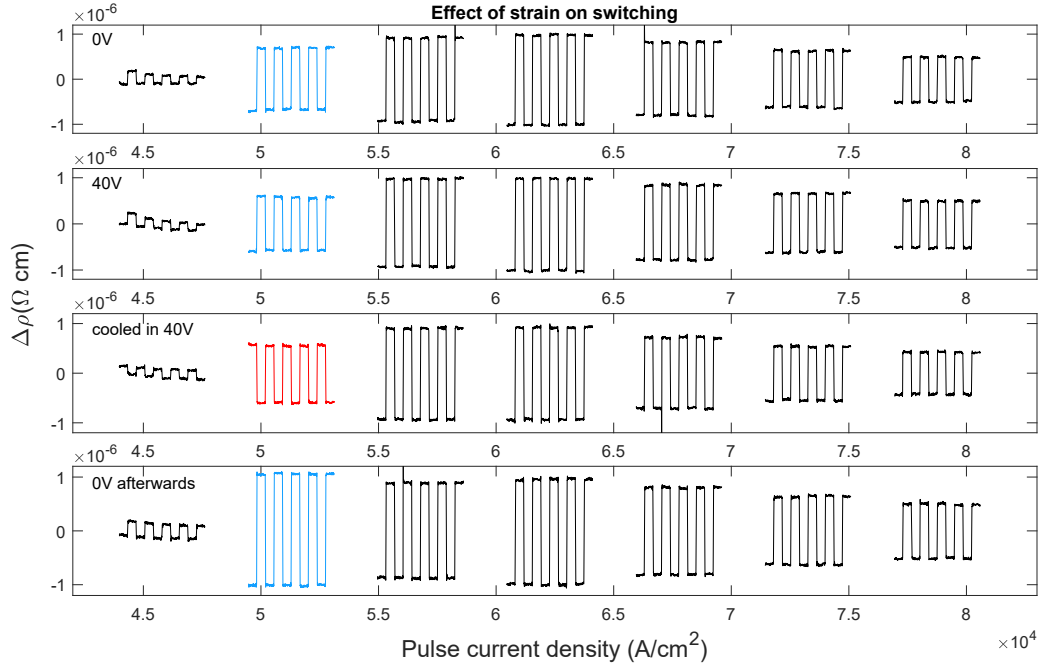 Effect of strain on switching
×10^-6
0V
1
0
-1
4.5 5 5.5 6 6.5 7 7.5 8
×10^-6
40V
1
0
-1
4.5 5 5.5 6 6.5 7 7.5 8
×10^-6
cooled in 40V
1
0
-1
4.5 5 5.5 6 6.5 7 7.5 8
×10^-6
0V afterwards
1
0
-1
4.5 5 5.5 6 6.5 7 7.5 8
×10^4
Δρ(Ω cm)
Pulse current density (A/cm^2)